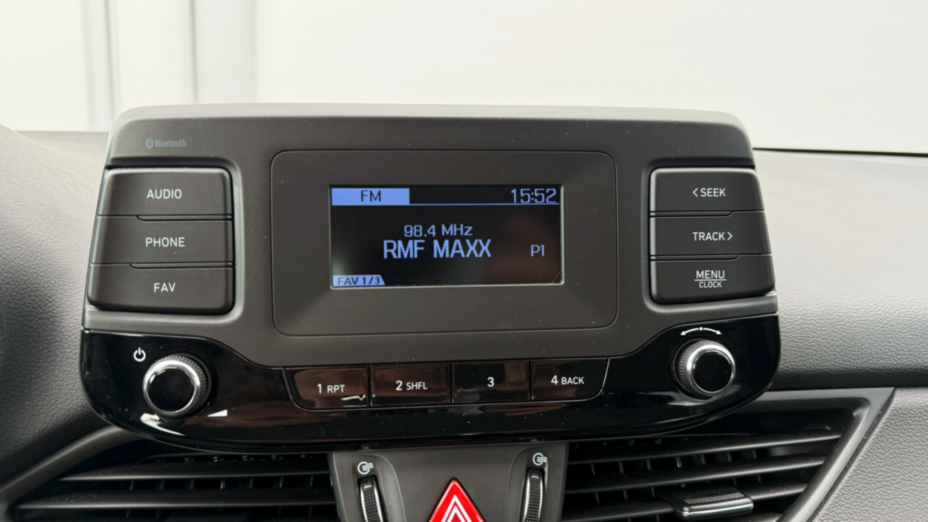 Bluetooth
AUDIO
PHONE
FAV
FM 15:52
98.4 MHz
RMF MAXX P1
FAV 1/3
< SEEK
TRACK >
MENU
CLOCK
1 RPT
2 SHFL
3
4 BACK